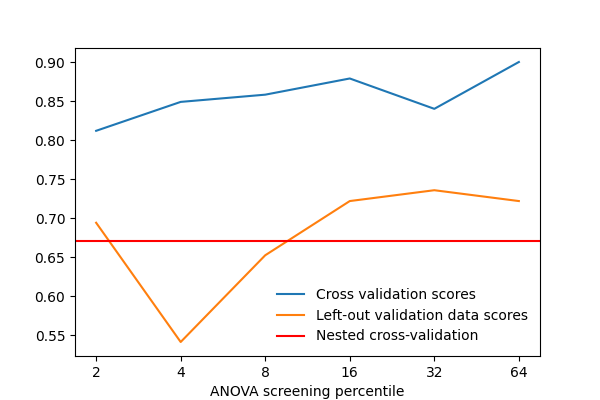 0.90
0.85
0.80
0.75
0.70
0.65
0.60
0.55
Cross validation scores
Left-out validation data scores
Nested cross-validation
2 4 8 16 32 64
ANOVA screening percentile